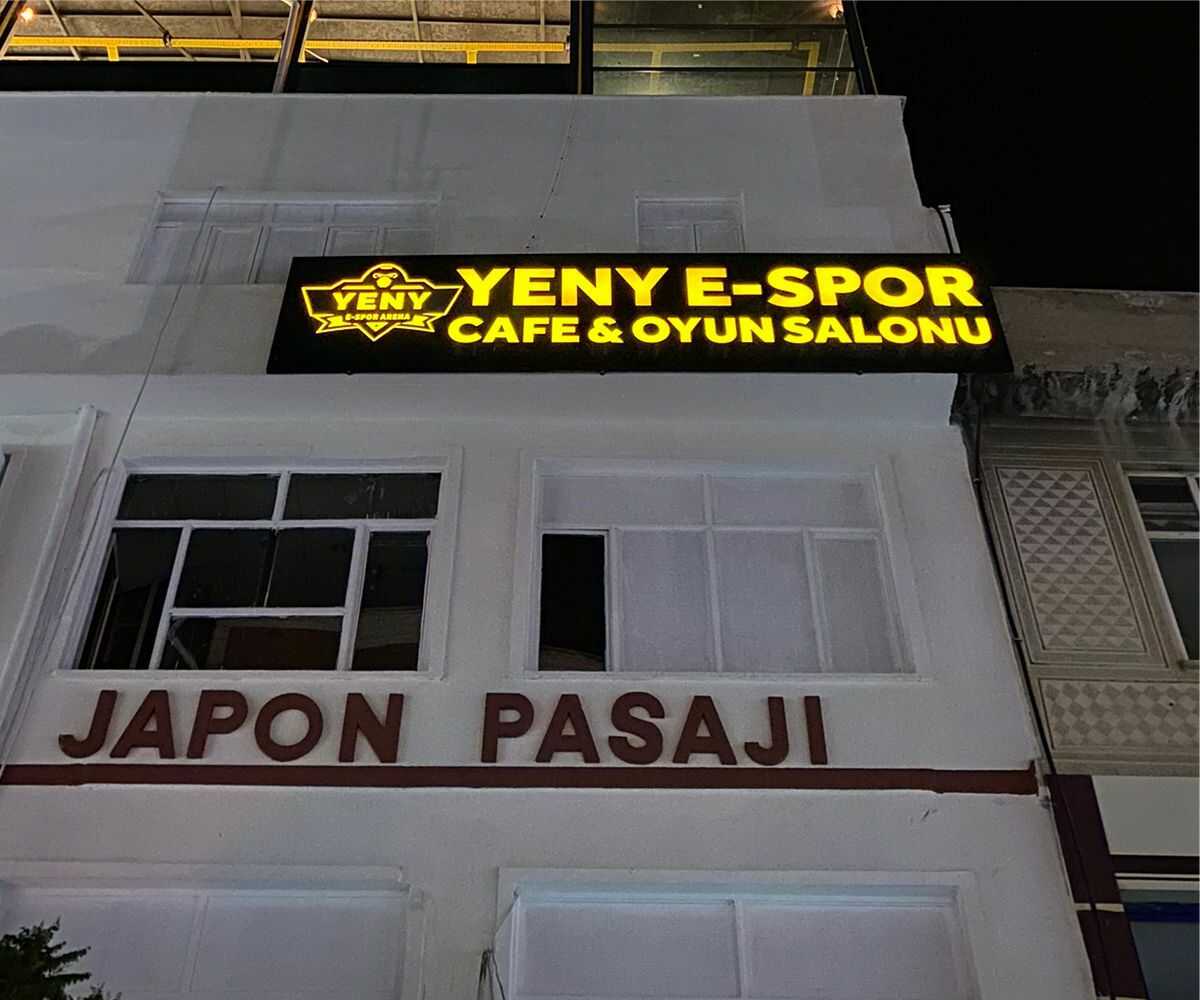 YENY
E-SPOR ARENA
YENY E-SPOR
CAFE & OYUN SALONU
JAPON PASAJI